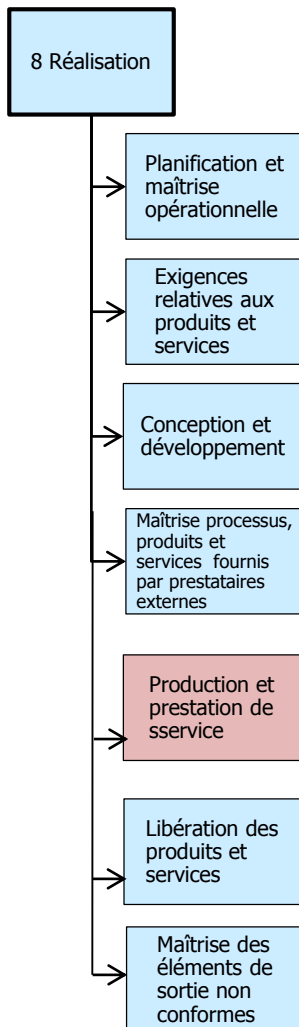 8 Réalisation
Planification et
maîtrise
opérationnelle
Exigences
relatives aux
produits et
services
Conception et
développement
Maîtrise processus,
produits et
services fournis
par prestataires
externes
Production et
prestation de
sservice
Libération des
produits et
services
Maîtrise des
éléments de
sortie non
conformes